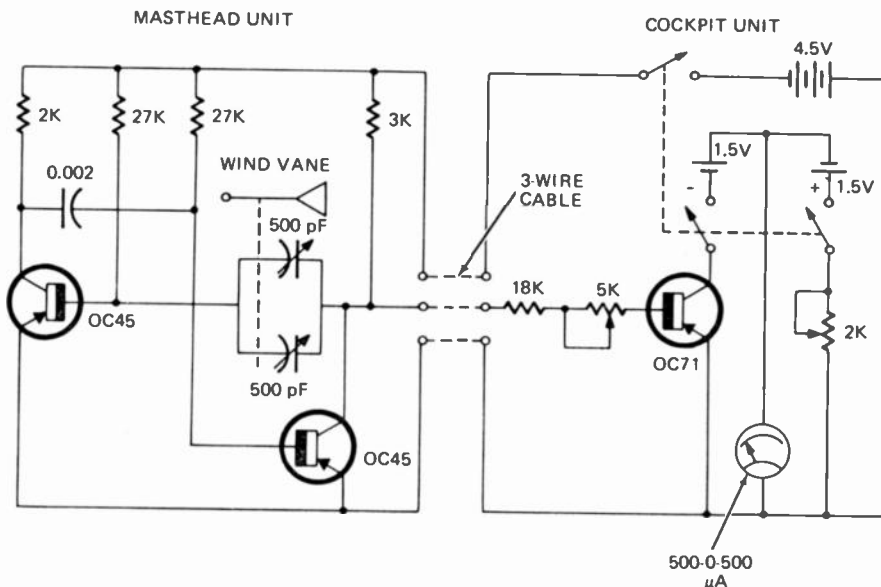 MASTHEAD UNIT
COCKPIT UNIT
4.5V
2K
27K
27K
3K
1.5V
1.5V
-
+
0.002
WIND VANE
3-WIRE
CABLE
500 pF
18K
5K
2K
OC45
OC71
500 pF
OC45
500-0-500
μA